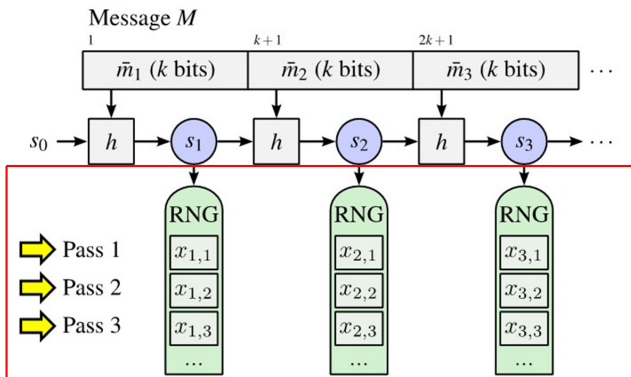 Message M
1 k+1 2k+1
m̄₁ (k bits) m̄₂ (k bits) m̄₃ (k bits) ...
s₀ h s₁ h s₂ h s₃ ...
RNG RNG RNG
Pass 1 x₁,₁ x₂,₁ x₃,₁
Pass 2 x₁,₂ x₂,₂ x₃,₂
Pass 3 x₁,₃ x₂,₃ x₃,₃
... ... ...